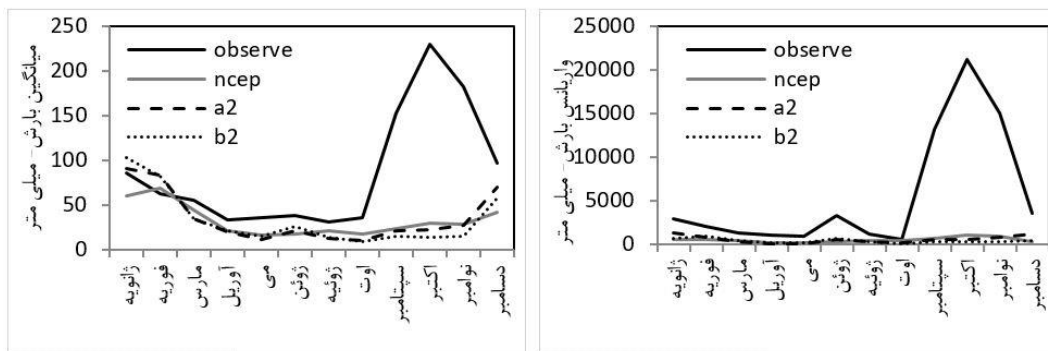 میانگین بارش - میلی متر
250
200
150
100
50
0
observe
ncep
a2
b2
ژانویه
فوریه
مارس
آوریل
می
ژوئن
ژوئیه
اوت
سپتامبر
اکتبر
نوامبر
دسامبر
واریانس بارش - میلی متر
25000
20000
15000
10000
5000
0
observe
ncep
a2
b2
ژانویه
فوریه
مارس
آوریل
می
ژوئن
ژوئیه
اوت
سپتامبر
اکتبر
نوامبر
دسامبر